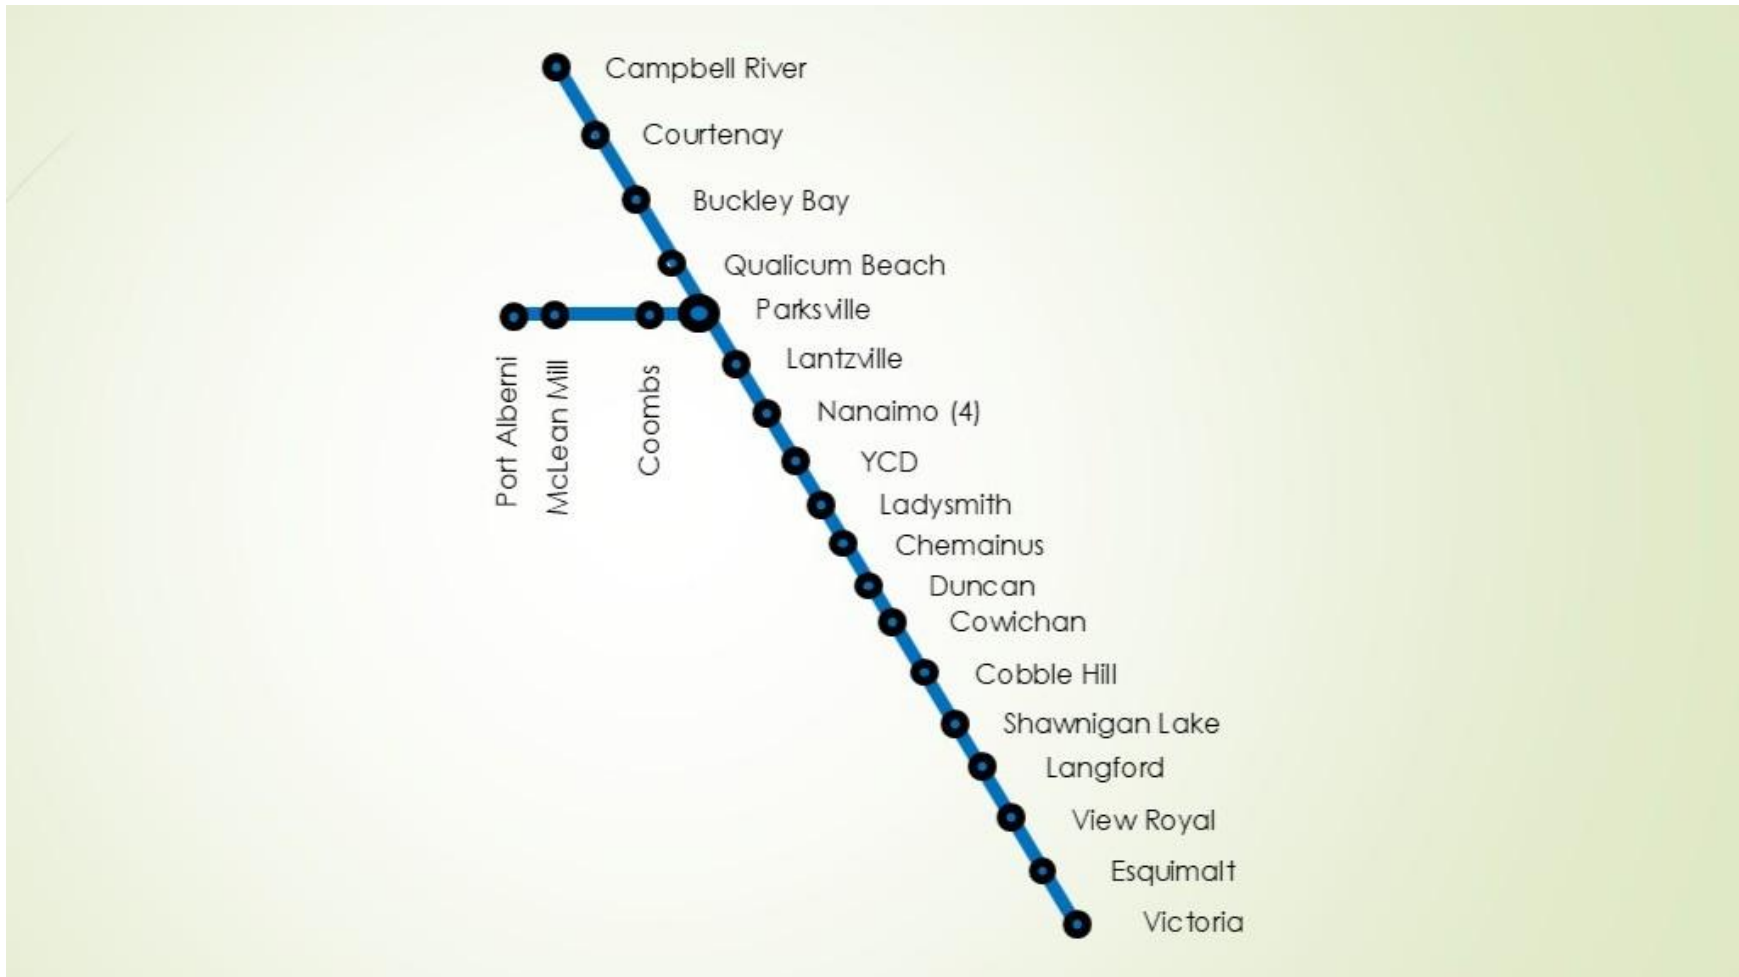 Campbell River
Courtenay
Buckley Bay
Qualicum Beach
Parksville
Lantzville
Nanaimo (4)
YCD
Ladysmith
Chemainus
Duncan
Cowichan
Cobble Hill
Shawnigan Lake
Langford
View Royal
Esquimalt
Victoria
Port Alberni
McLean Mill
Coombs